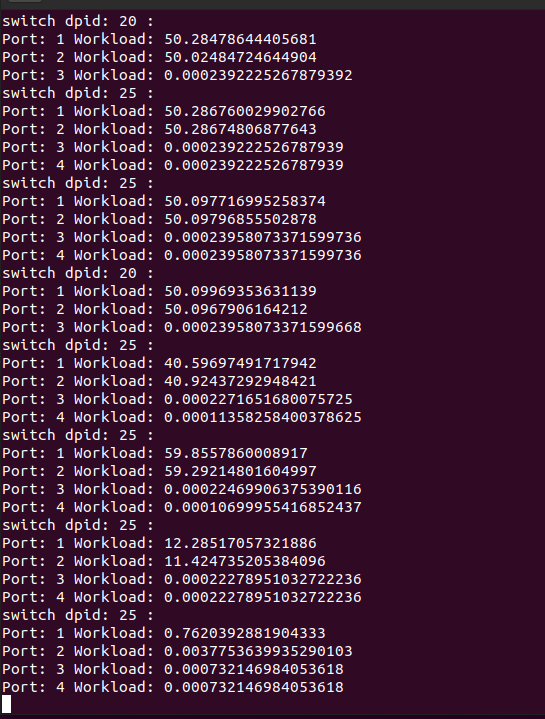 switch dpid: 20 :
Port: 1 Workload: 50.28478644405681
Port: 2 Workload: 50.02484724644904
Port: 3 Workload: 0.0002392225267879392
switch dpid: 25 :
Port: 1 Workload: 50.286760029902766
Port: 2 Workload: 50.28674806877643
Port: 3 Workload: 0.000239222526787939
Port: 4 Workload: 0.000239222526787939
switch dpid: 25 :
Port: 1 Workload: 50.097716995258374
Port: 2 Workload: 50.09796855502878
Port: 3 Workload: 0.00023958073371599736
Port: 4 Workload: 0.00023958073371599736
switch dpid: 20 :
Port: 1 Workload: 50.09969353631139
Port: 2 Workload: 50.0967906164212
Port: 3 Workload: 0.00023958073371599668
switch dpid: 25 :
Port: 1 Workload: 40.59697491717942
Port: 2 Workload: 40.92437292948421
Port: 3 Workload: 0.0002271651680075725
Port: 4 Workload: 0.00011358258400378625
switch dpid: 25 :
Port: 1 Workload: 59.8557860008917
Port: 2 Workload: 59.29214801604997
Port: 3 Workload: 0.00022469906375390116
Port: 4 Workload: 0.00010699955416852437
switch dpid: 25 :
Port: 1 Workload: 12.28517057321886
Port: 2 Workload: 11.424735205384096
Port: 3 Workload: 0.00022278951032722236
Port: 4 Workload: 0.00022278951032722236
switch dpid: 25 :
Port: 1 Workload: 0.7620392881904333
Port: 2 Workload: 0.0037753639935290103
Port: 3 Workload: 0.000732146984053618
Port: 4 Workload: 0.000732146984053618